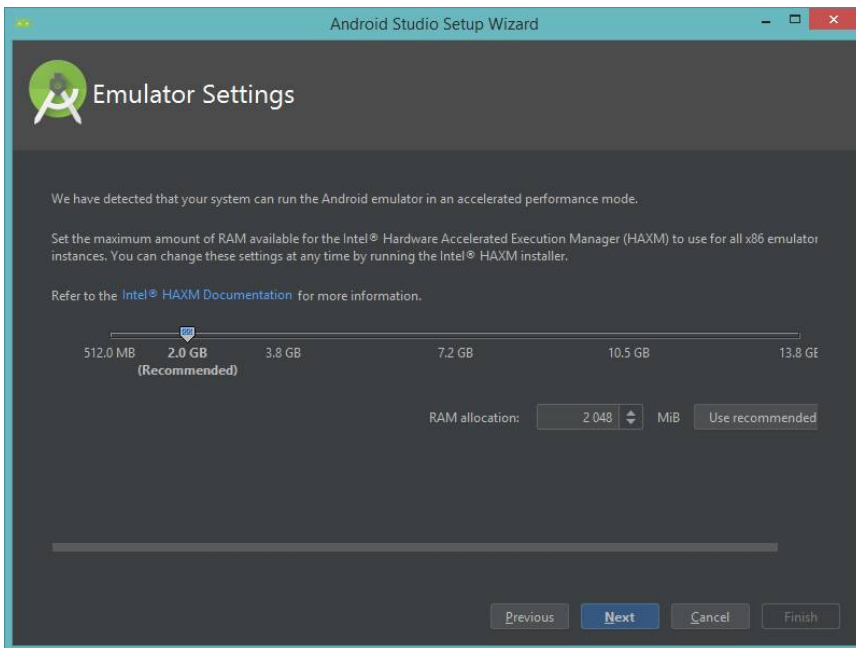 Android Studio Setup Wizard
Emulator Settings
We have detected that your system can run the Android emulator in an accelerated performance mode.
Set the maximum amount of RAM available for the Intel® Hardware Accelerated Execution Manager (HAXM) to use for all x86 emulator
instances. You can change these settings at any time by running the Intel® HAXM installer.
Refer to the Intel® HAXM Documentation for more information.
512.0 MB 2.0 GB 3.8 GB 7.2 GB 10.5 GB 13.8 GE
(Recommended)
RAM allocation: 2 048 MiB Use recommended
Previous Next Cancel Finish